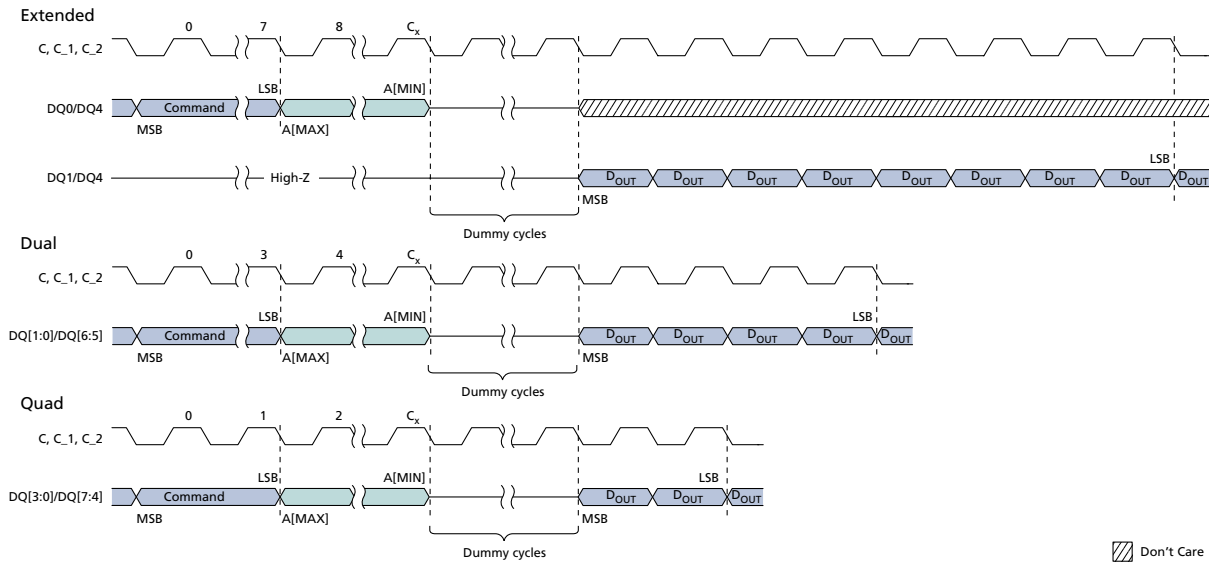 Extended
0 7 8 Cx
C, C_1, C_2
LSB A[MIN]
DQ0/DQ4 Command
MSB A[MAX]
LSB
DQ1/DQ4 High-Z DOUT DOUT DOUT DOUT DOUT DOUT DOUT DOUT DOUT
MSB
Dummy cycles
Dual
0 3 4 Cx
C, C_1, C_2
LSB A[MIN] LSB
DQ[1:0]/DQ[6:5] Command DOUT DOUT DOUT DOUT DOUT
MSB A[MAX] MSB
Dummy cycles
Quad
0 1 2 Cx
C, C_1, C_2
LSB A[MIN] LSB
DQ[3:0]/DQ[7:4] Command DOUT DOUT DOUT
MSB A[MAX] MSB
Dummy cycles
Don't Care